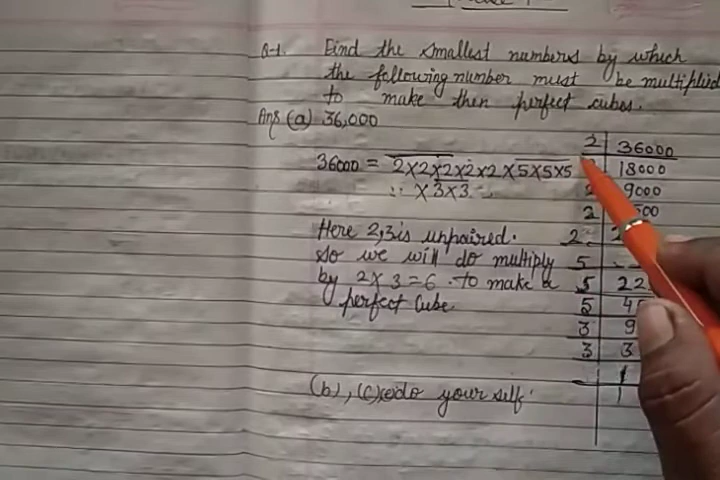 Q-1. Find the smallest numbers by which
the following number must be multiplied
to make then perfect cubes.
Ans (a) 36,000
36000 = 2×2×2×2×2×5×5×5
×3×3
Here 2,3 is unpaired.
So we will do multiply
by 2×3=6. to make a
perfect Cube.
(b), (c) do your self
2 36000
18000
9000
2
2
5
5
5
3 9
3 3
1